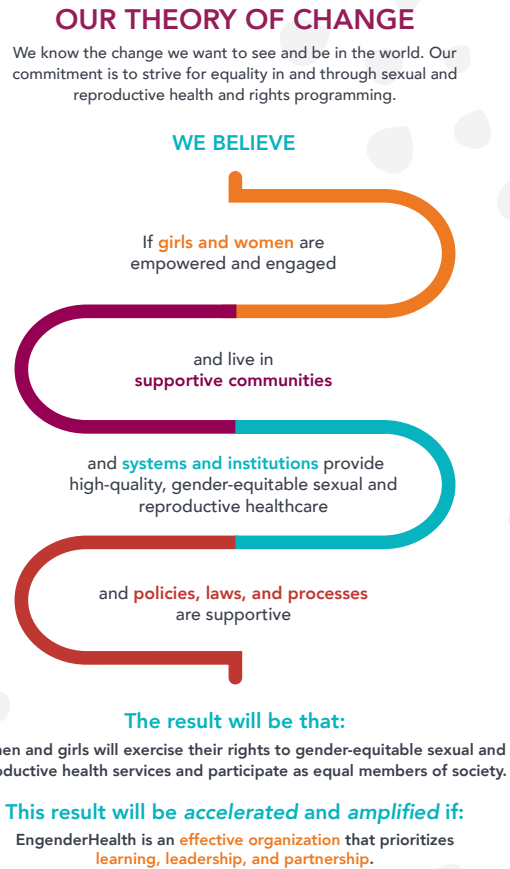 OUR THEORY OF CHANGE
We know the change we want to see and be in the world. Our
commitment is to strive for equality in and through sexual and
reproductive health and rights programming.
WE BELIEVE
If girls and women are
empowered and engaged
and live in
supportive communities
and systems and institutions provide
high-quality, gender-equitable sexual and
reproductive healthcare
and policies, laws, and processes
are supportive
The result will be that:
and girls will exercise their rights to gender-equitable sexual and
health services and participate as equal members of society.
This result will be accelerated and amplified if:
EngenderHealth is an effective organization that prioritizes
learning, leadership, and partnership.